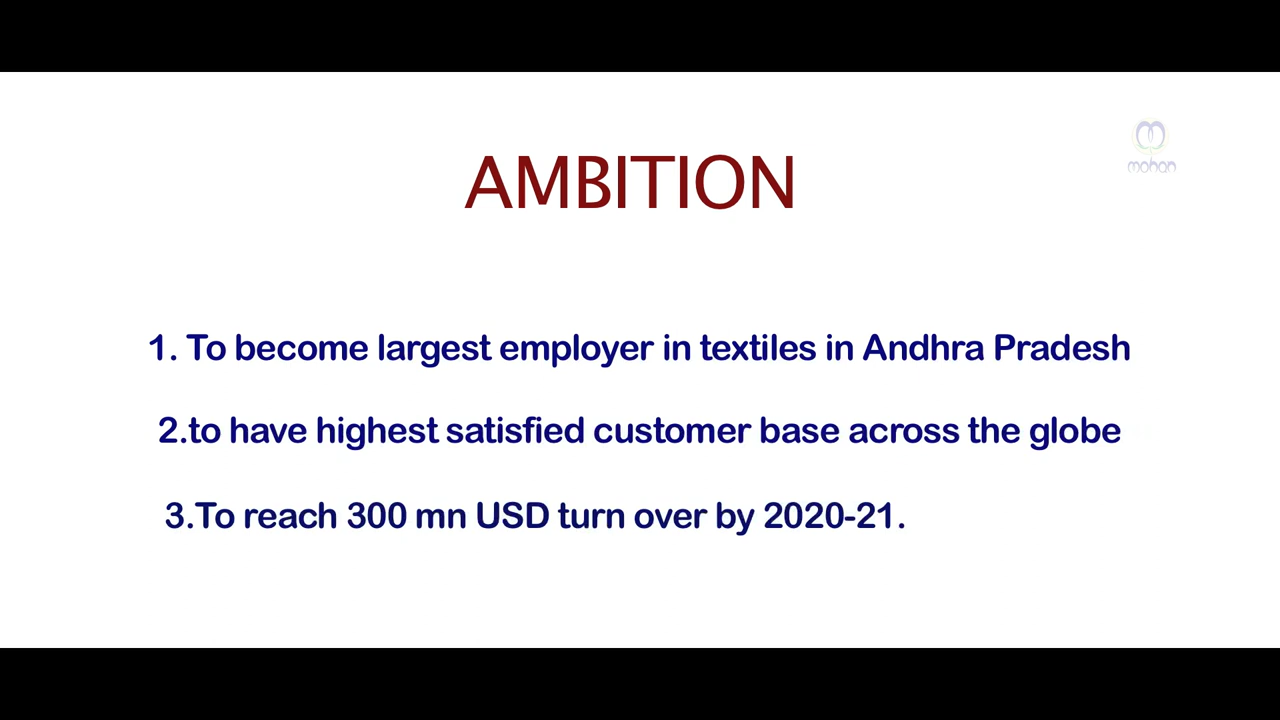 mohan
AMBITION
1. To become largest employer in textiles in Andhra Pradesh
2.to have highest satisfied customer base across the globe
3.To reach 300 mn USD turn over by 2020-21.